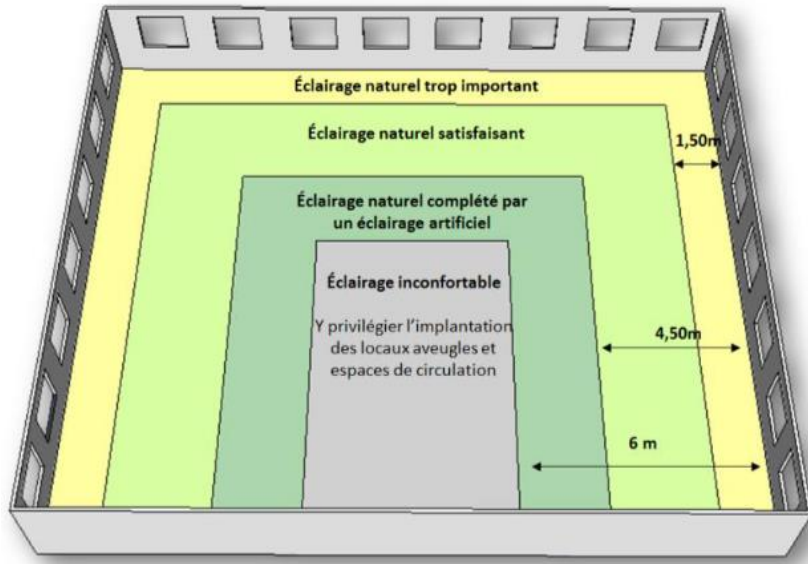 Éclairage naturel trop important
Éclairage naturel satisfaisant
1,50m
Éclairage naturel complété par
un éclairage artificiel
Éclairage inconfortable
Y privilégier l'implantation
des locaux aveugles et
espaces de circulation
4,50m
6 m